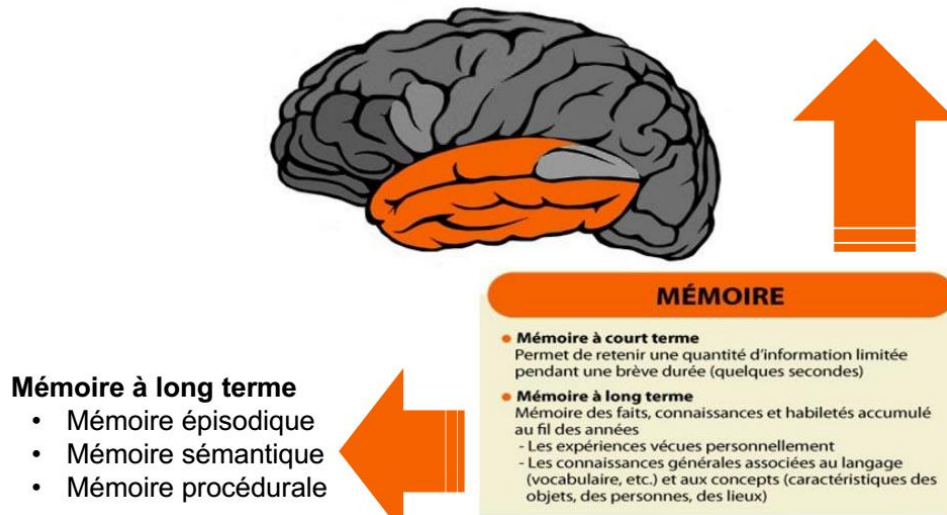 MÉMOIRE
• Mémoire à court terme
Permet de retenir une quantité d'information limitée
pendant une brève durée (quelques secondes)
• Mémoire à long terme
Mémoire des faits, connaissances et habiletés accumulé
au fil des années
- Les expériences vécues personnellement
- Les connaissances générales associées au langage
(vocabulaire, etc.) et aux concepts (caractéristiques des
objets, des personnes, des lieux)
Mémoire à long terme
• Mémoire épisodique
• Mémoire sémantique
• Mémoire procédurale